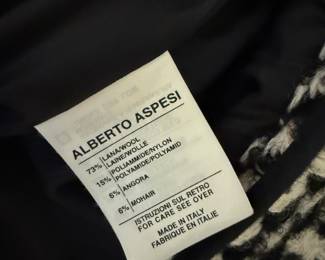 ALBERTO ASPESI
73% LANA/WOOL
LAINE/WOLLE
15% POLIAMMIDE/NYLON
POLYAMIDE/POLYAMID
6% ANGORA
6% MOHAIR
ISTRUZIONI SUL RETRO
FOR CARE SEE OVER
MADE IN ITALY
FABRIQUÉ EN ITALIE